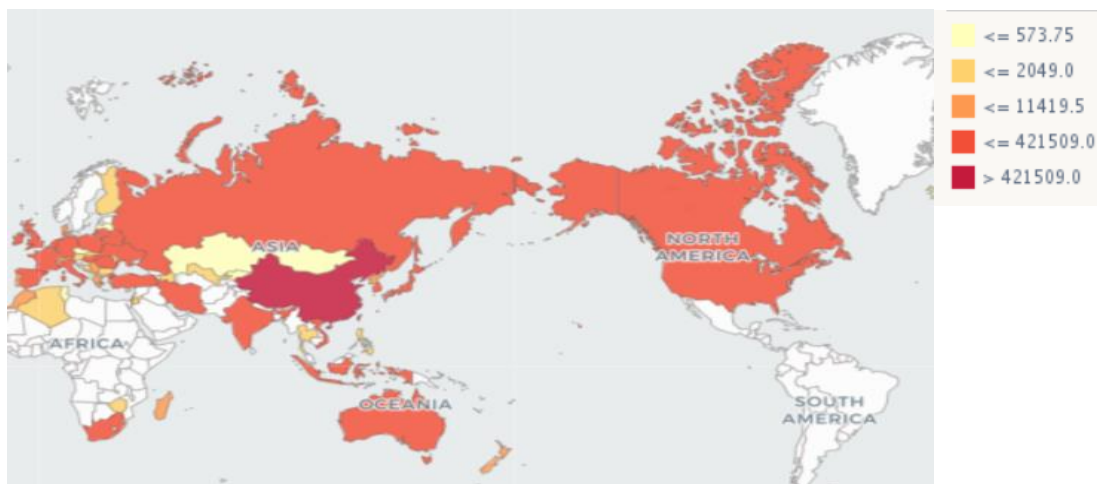 <= 573.75
<= 2049.0
<= 11419.5
<= 421509.0
> 421509.0
ASIA
NORTH
AMERICA
AFRICA
OCEANIA
SOUTH
AMERICA